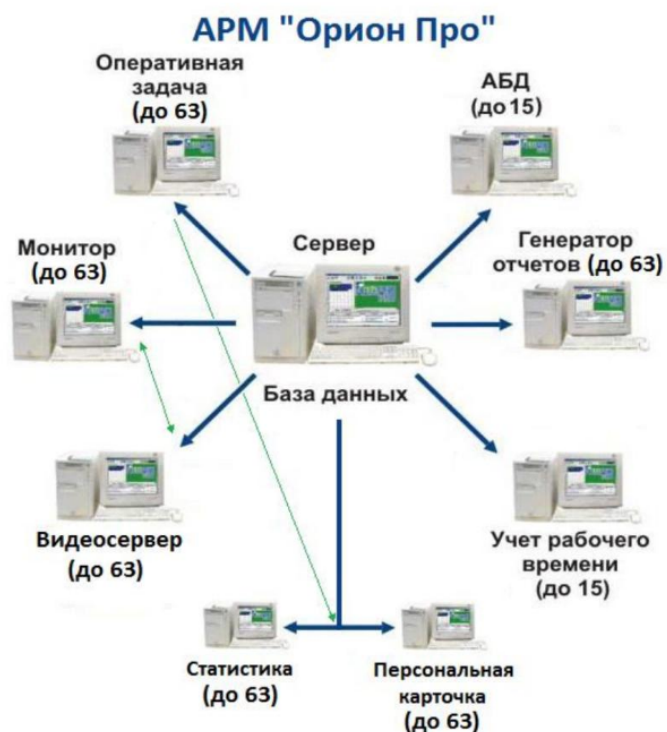 АРМ "Орион Про"
Оперативная
задача
(до 63)
АБД
(до 15)
Монитор
(до 63)
Сервер
Генератор
отчетов (до 63)
База данных
Видеосервер
(до 63)
Учет рабочего
времени
(до 15)
Статистика
(до 63)
Персональная
карточка
(до 63)